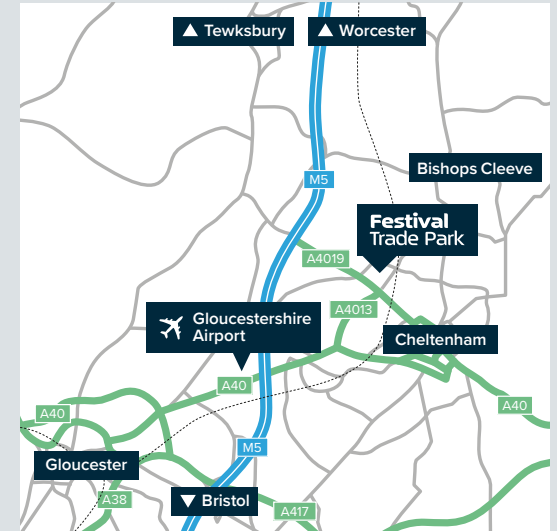 ▲ Tewksbury
▲ Worcester
Bishops Cleeve
M5
Festival
Trade Park
A4019
A4013
Gloucestershire
Airport
Cheltenham
A40
A40
A40
M5
Gloucester
A38
▼ Bristol
A417